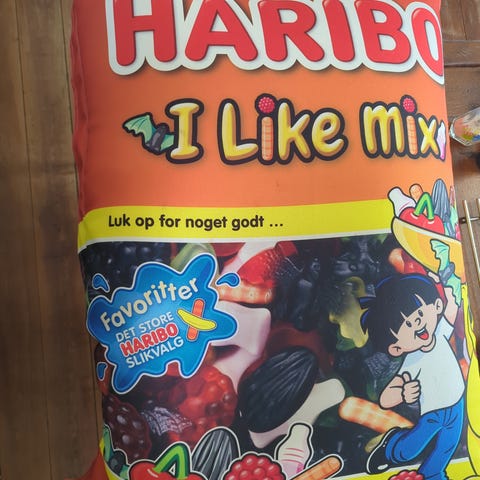 HARIBO
I Like mix
Luk op for noget godt ...
Favoritter
DET STORE
HARIBO
SLIKVALG